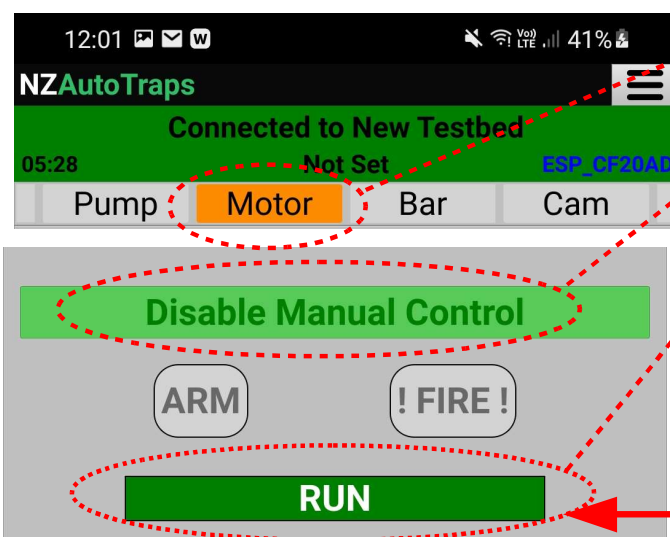 12:01 41%
NZAutoTraps
Connected to New Testbed
05:28 Not Set ESP_CF20AD
Pump Motor Bar Cam
Disable Manual Control
ARM ! FIRE !
RUN